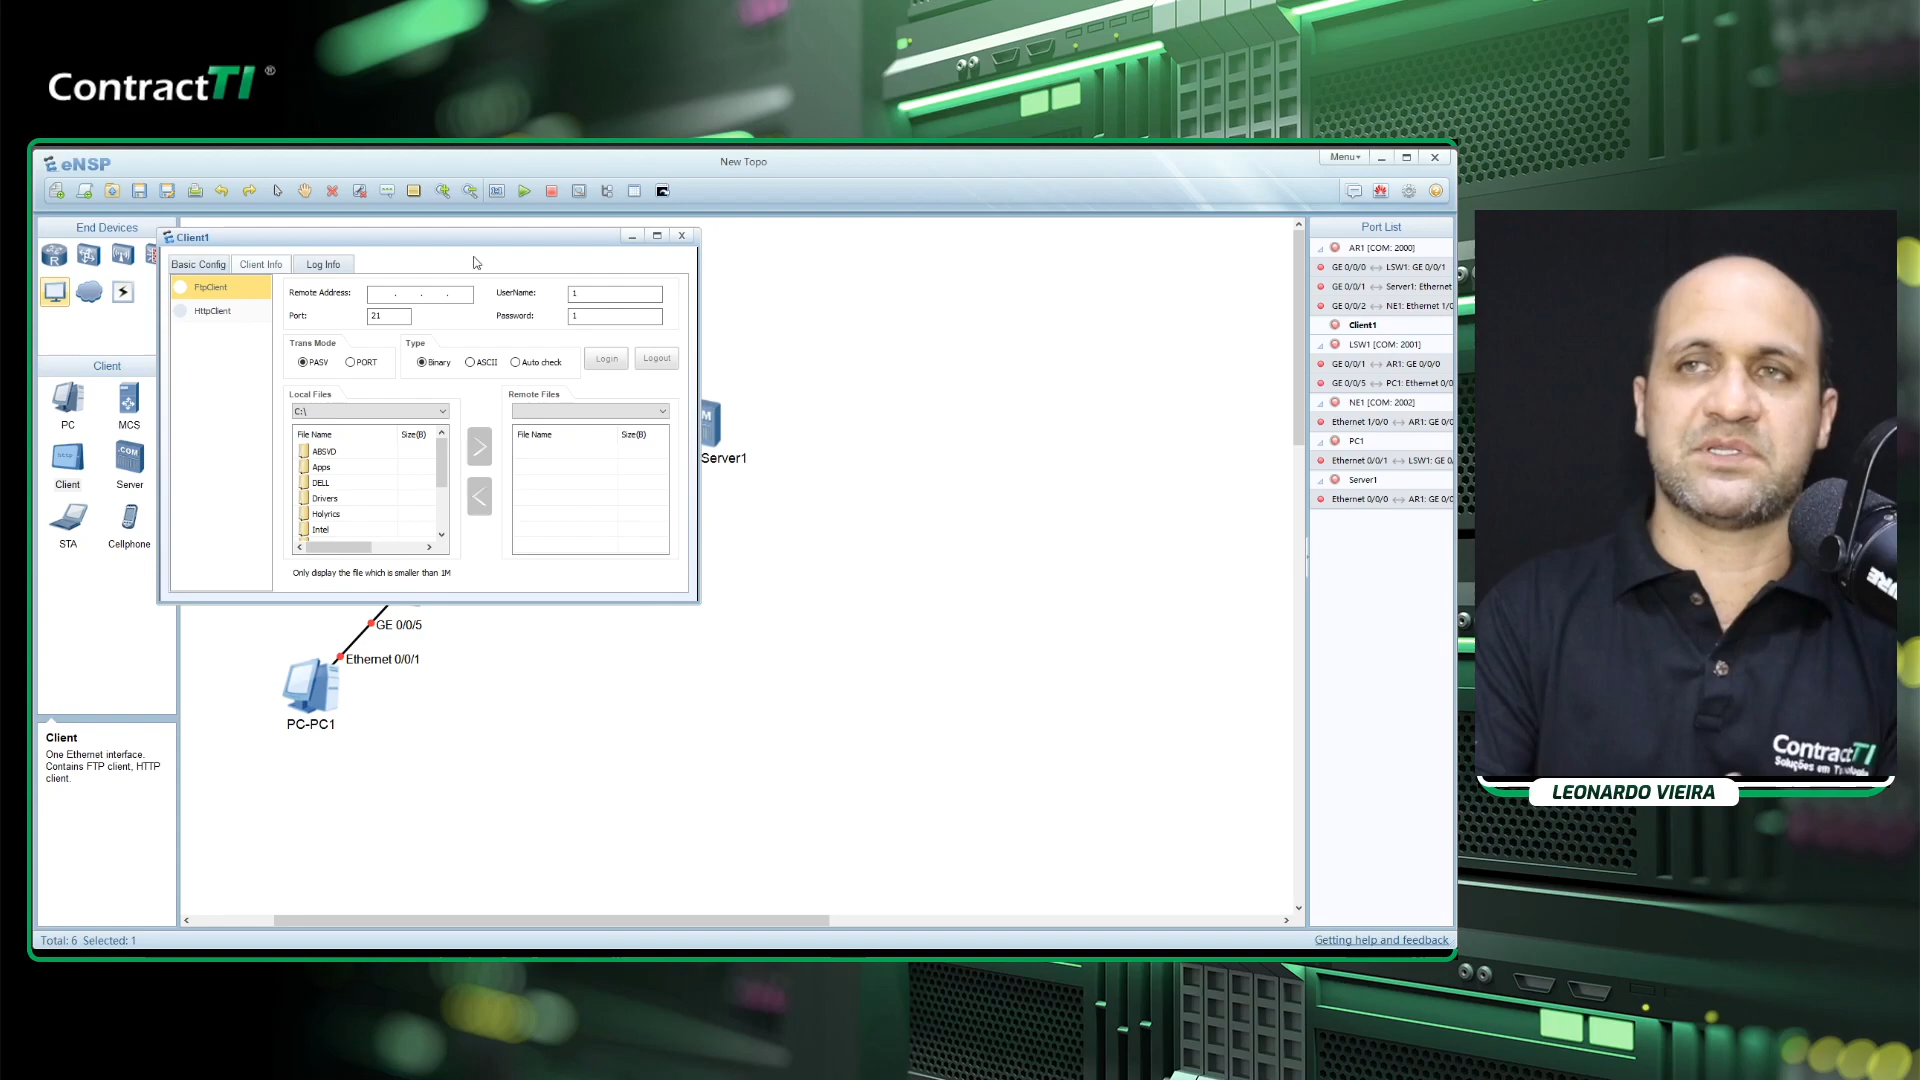 ContractTI ®
eNSP
New Topo
Menu
End Devices
Client
PC
MCS
Client
Server
STA
Cellphone
Client
One Ethernet interface.
Contains FTP client, HTTP
client.
Total: 6 Selected: 1
Getting help and feedback
Client1
Basic Config
Client Info
Log Info
FtpClient
HttpClient
Remote Address: . . .
UserName: 1
Port: 21
Password: 1
Trans Mode
PASV
PORT
Type
Binary
ASCII
Auto check
Login
Logout
Local Files
C:\
File Name Size(B)
ABSVD
Apps
DELL
Drivers
Holyrics
Intel
Remote Files
File Name Size(B)
Only display the file which is smaller than 1M
Server1
GE 0/0/5
Ethernet 0/0/1
PC-PC1
Port List
AR1 [COM: 2000]
GE 0/0/0 LSW1: GE 0/0/1
GE 0/0/1 Server1: Ethernet
GE 0/0/2 NE1: Ethernet 1/0
Client1
LSW1 [COM: 2001]
GE 0/0/1 AR1: GE 0/0/0
GE 0/0/5 PC1: Ethernet 0/0
NE1 [COM: 2002]
Ethernet 1/0/0 AR1: GE 0/0
PC1
Ethernet 0/0/1 LSW1: GE 0/
Server1
Ethernet 0/0/0 AR1: GE 0/0
ContractTI
Soluções em
LEONARDO VIEIRA